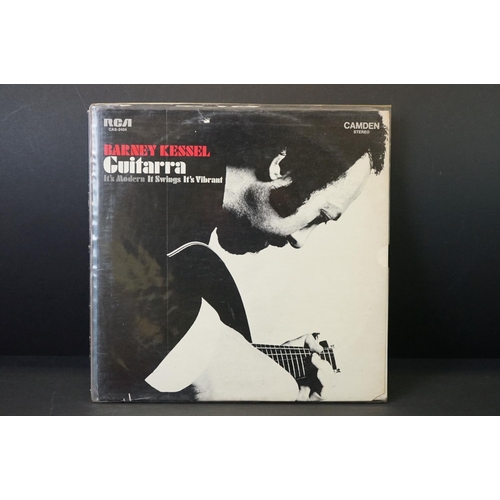 RCA
CAS-2404
CAMDEN
STEREO
BARNEY KESSEL
Guitarra
It's Modern It Swings It's Vibrant